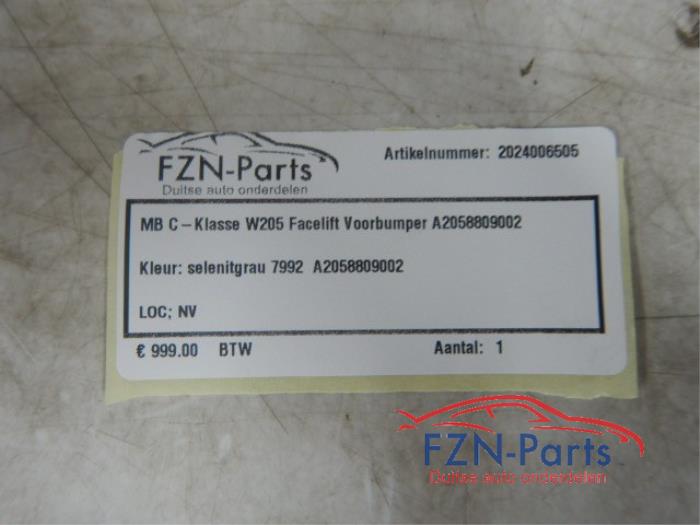 FZN-Parts
Duitse auto onderdelen
Artikelnummer: 2024006505
MB C-Klasse W205 Facelift Voorbumper A2058809002
Kleur: selenitgrau 7992 A2058809002
LOC; NV
€ 999.00 BTW Aantal: 1
FZN-Parts
Duitse auto onderdelen